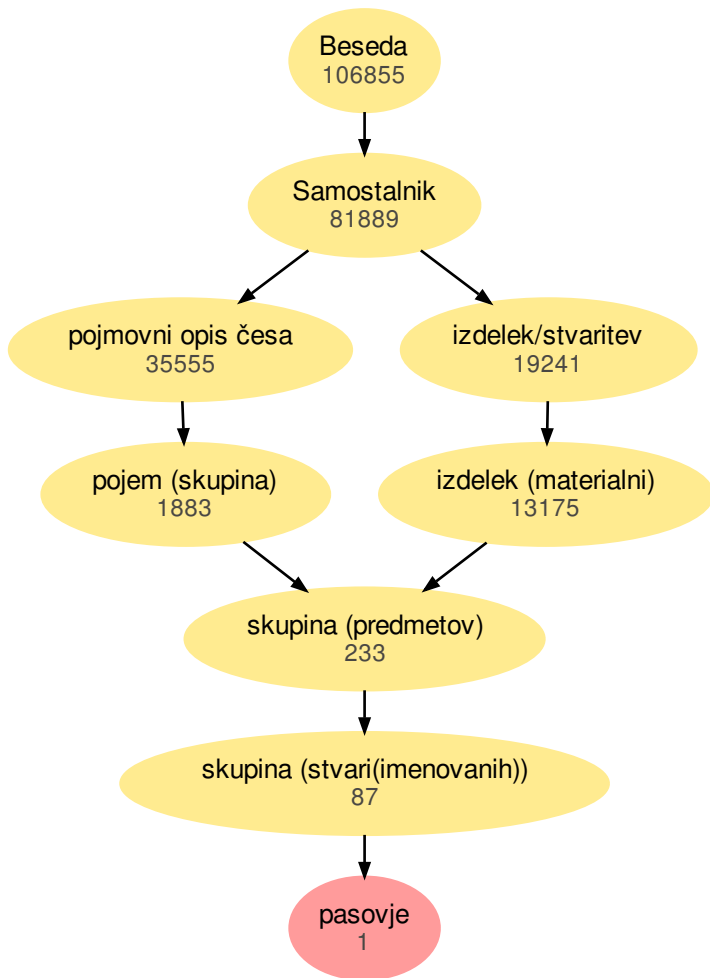 Beseda
106855
Samostalnik
81889
pojmovni opis česa
35555
izdelek/stvaritev
19241
pojem (skupina)
1883
izdelek (materialni)
13175
skupina (predmetov)
233
skupina (stvari(imenovanih))
87
pasovje
1